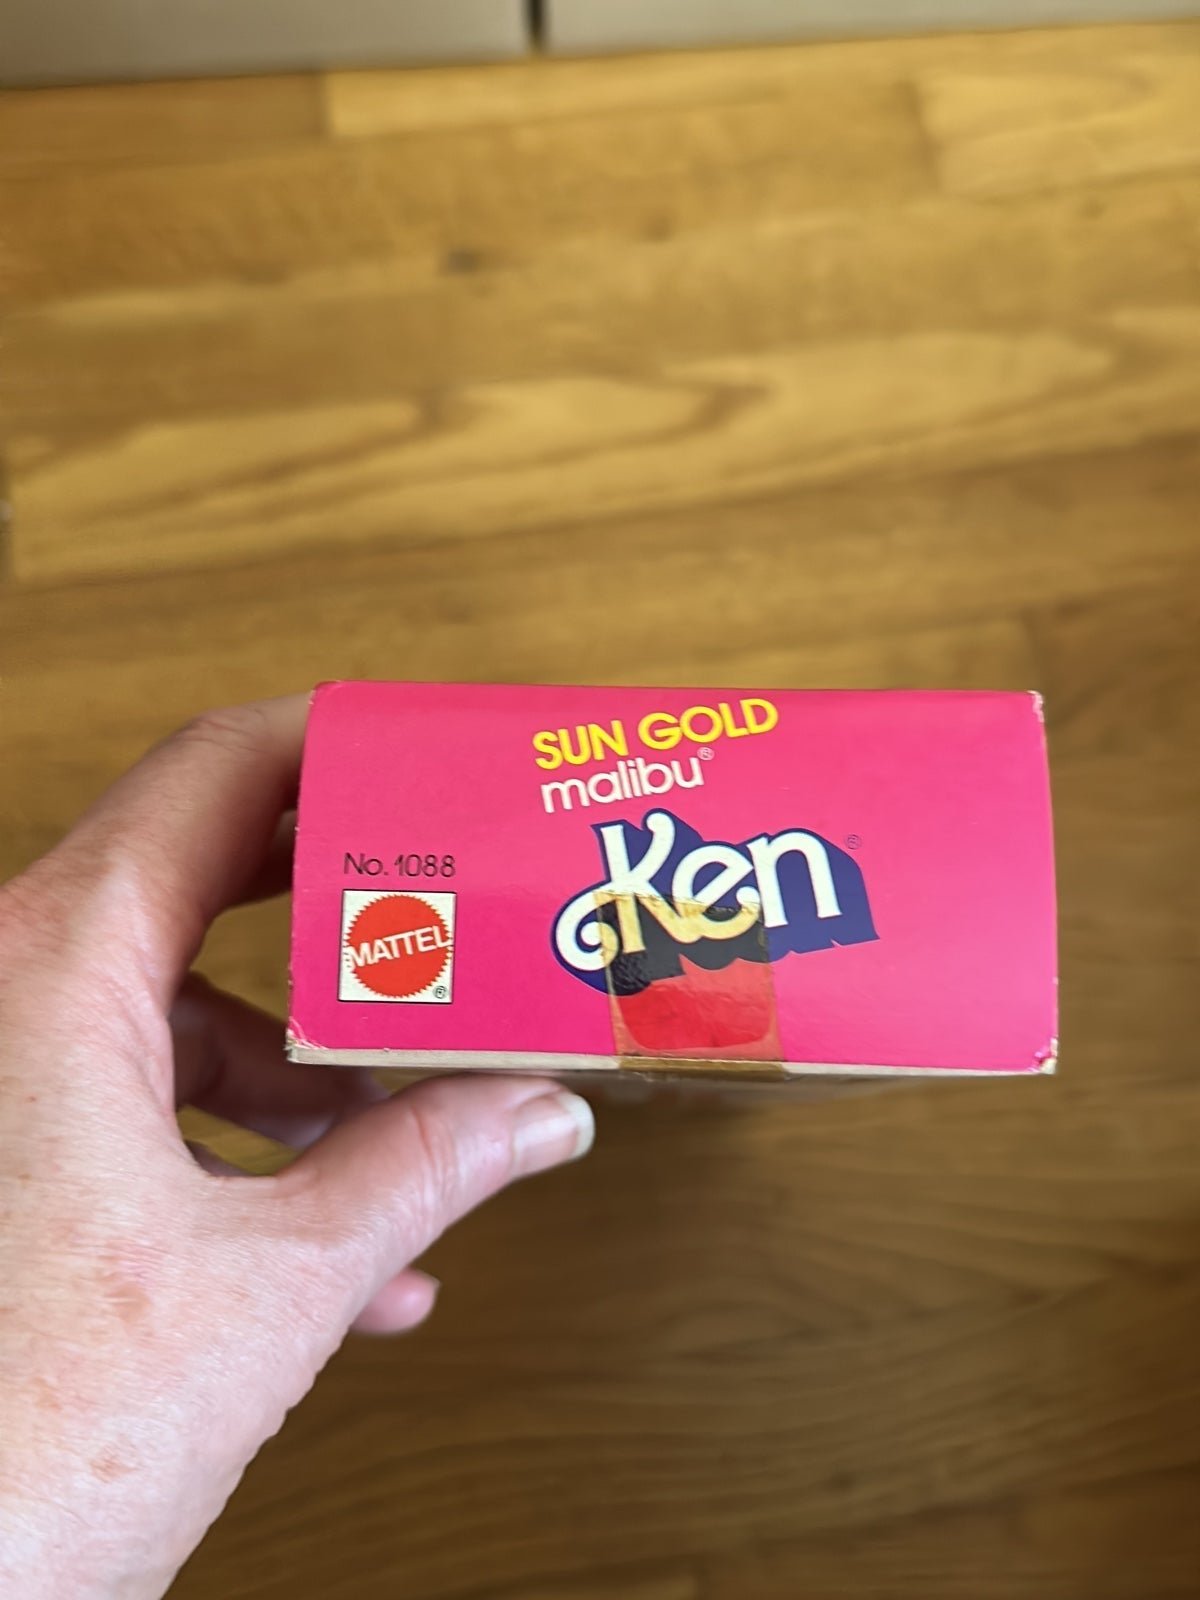 SUN GOLD
malibu®
Ken®
No. 1088
MATTEL®